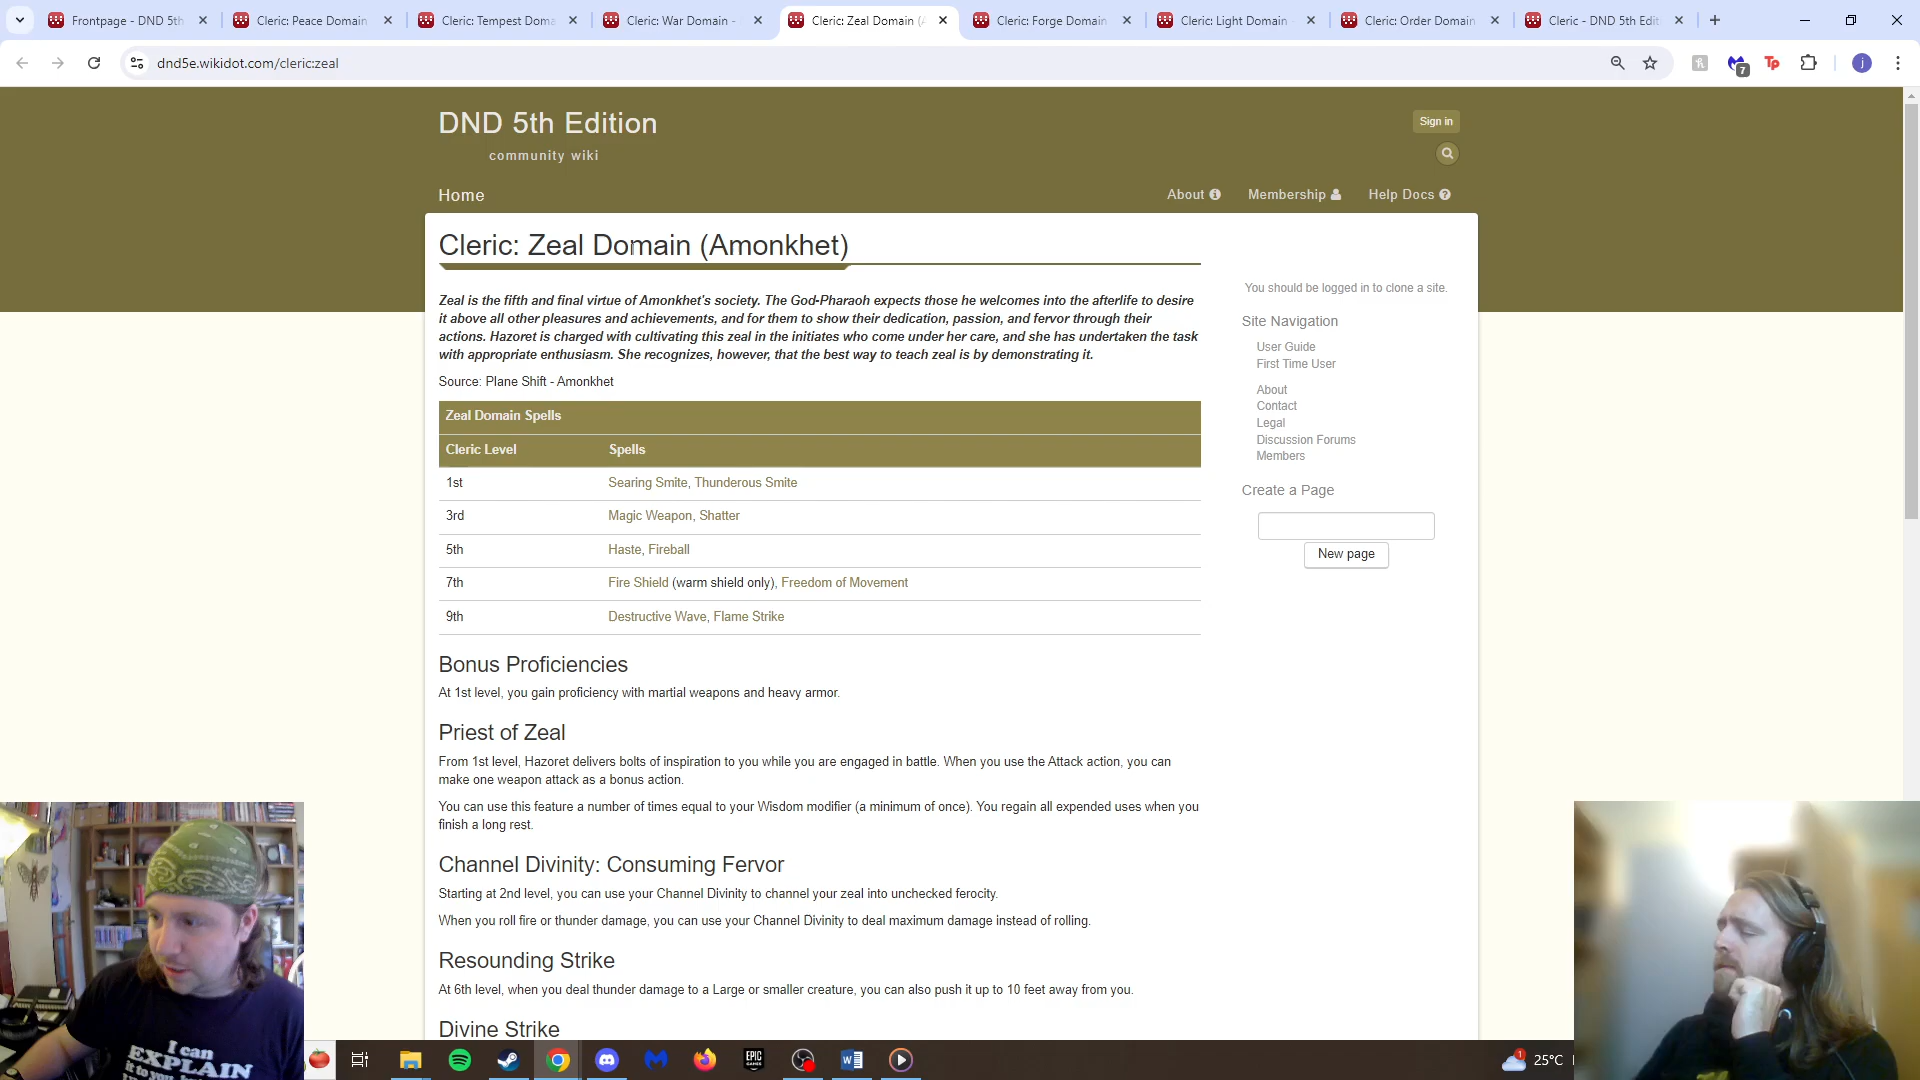 Frontpage - DND 5th
Cleric: Peace Domain
Cleric: Tempest Doma
Cleric: War Domain -
Cleric: Zeal Domain (A
Cleric: Forge Domain
Cleric: Light Domain -
Cleric: Order Domain
Cleric - DND 5th Edit
dnd5e.wikidot.com/cleric:zeal
7
Tp
j
DND 5th Edition
Sign in
community wiki
Home
About
Membership
Help Docs
Cleric: Zeal Domain (Amonkhet)
Zeal is the fifth and final virtue of Amonkhet's society. The God-Pharaoh expects those he welcomes into the afterlife to desire
it above all other pleasures and achievements, and for them to show their dedication, passion, and fervor through their
actions. Hazoret is charged with cultivating this zeal in the initiates who come under her care, and she has undertaken the task
with appropriate enthusiasm. She recognizes, however, that the best way to teach zeal is by demonstrating it.
Source: Plane Shift - Amonkhet
Zeal Domain Spells
Cleric Level Spells
1st Searing Smite, Thunderous Smite
3rd Magic Weapon, Shatter
5th Haste, Fireball
7th Fire Shield (warm shield only), Freedom of Movement
9th Destructive Wave, Flame Strike
Bonus Proficiencies
At 1st level, you gain proficiency with martial weapons and heavy armor.
Priest of Zeal
From 1st level, Hazoret delivers bolts of inspiration to you while you are engaged in battle. When you use the Attack action, you can
make one weapon attack as a bonus action.
You can use this feature a number of times equal to your Wisdom modifier (a minimum of once). You regain all expended uses when you
finish a long rest.
Channel Divinity: Consuming Fervor
Starting at 2nd level, you can use your Channel Divinity to channel your zeal into unchecked ferocity.
When you roll fire or thunder damage, you can use your Channel Divinity to deal maximum damage instead of rolling.
Resounding Strike
At 6th level, when you deal thunder damage to a Large or smaller creature, you can also push it up to 10 feet away from you.
Divine Strike
You should be logged in to clone a site.
Site Navigation
User Guide
First Time User
About
Contact
Legal
Discussion Forums
Members
Create a Page
New page
I can
EXPLAIN
it to you, but
EPIC
GAMES
1
25°C